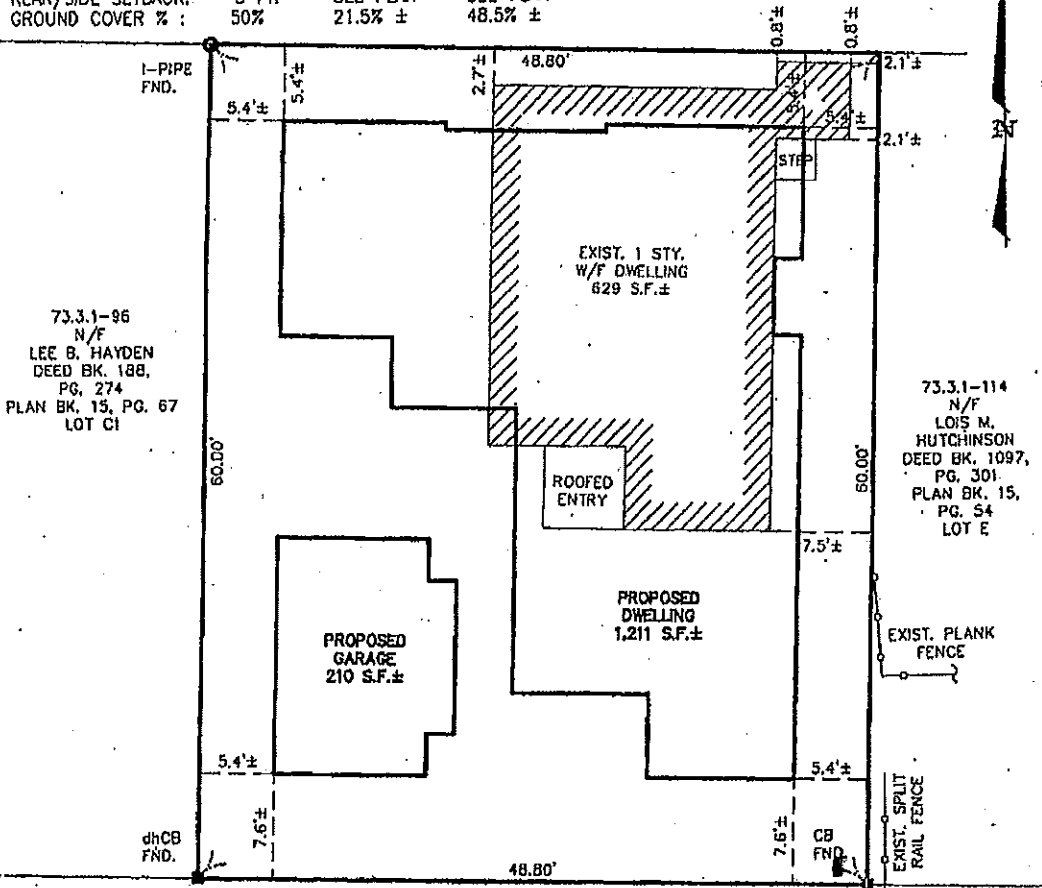 GROUND COVER % : 50% 21.5% ± 48.5% ±
0.8'±
0.8'±
I-PIPE
FND.
5.4'±
5.4'±
2.7'±
48.80'
5.4'±
5.4'±
2.1'±
2.1'±
N
STEP
EXIST. 1 STY.
W/F DWELLING
629 S.F.±
73.3.1-96
N/F
LEE B. HAYDEN
DEED BK. 188,
PG. 274
PLAN BK. 15, PG. 67
LOT C1
60.00'
ROOFED
ENTRY
60.00'
73.3.1-114
N/F
LOIS M.
HUTCHINSON
DEED BK. 1097,
PG. 301
PLAN BK. 15,
PG. 54
LOT E
7.5'±
PROPOSED
DWELLING
1,211 S.F.±
PROPOSED
GARAGE
210 S.F.±
EXIST. PLANK
FENCE
5.4'±
5.4'±
7.6'±
7.6'±
dhCB
FND.
CB
FND.
EXIST. SPLIT
RAIL FENCE
48.80'